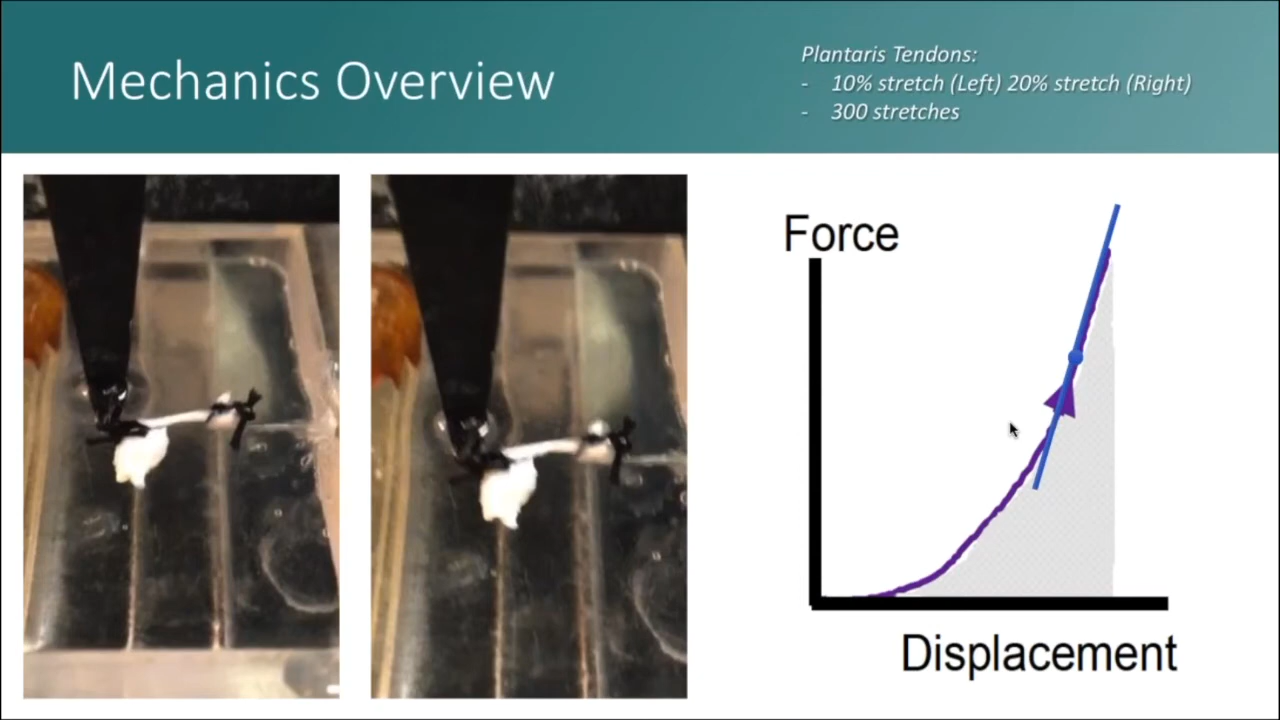 Mechanics Overview
Plantaris Tendons:
- 10% stretch (Left) 20% stretch (Right)
- 300 stretches
Force
Displacement